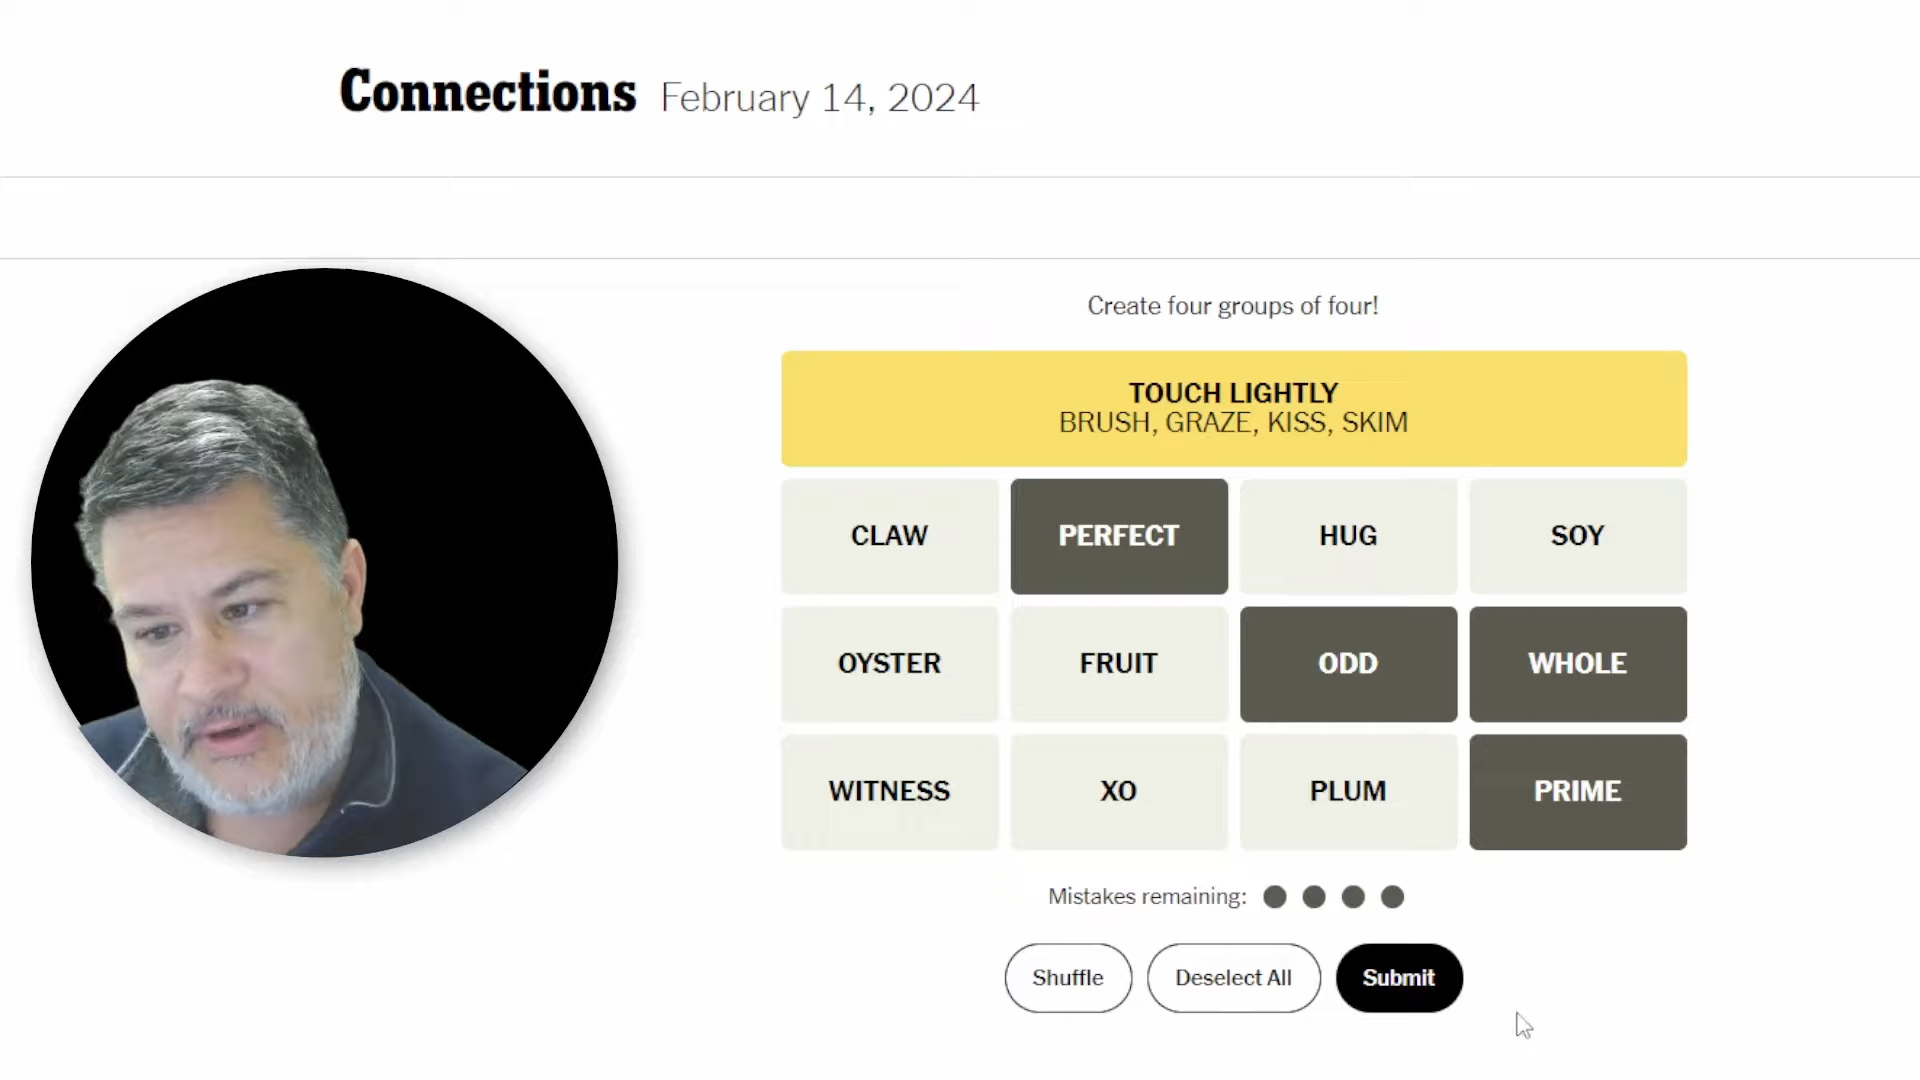 Connections February 14, 2024
Create four groups of four!
TOUCH LIGHTLY
BRUSH, GRAZE, KISS, SKIM
CLAW PERFECT HUG SOY
OYSTER FRUIT ODD WHOLE
WITNESS XO PLUM PRIME
Mistakes remaining:
Shuffle Deselect All Submit